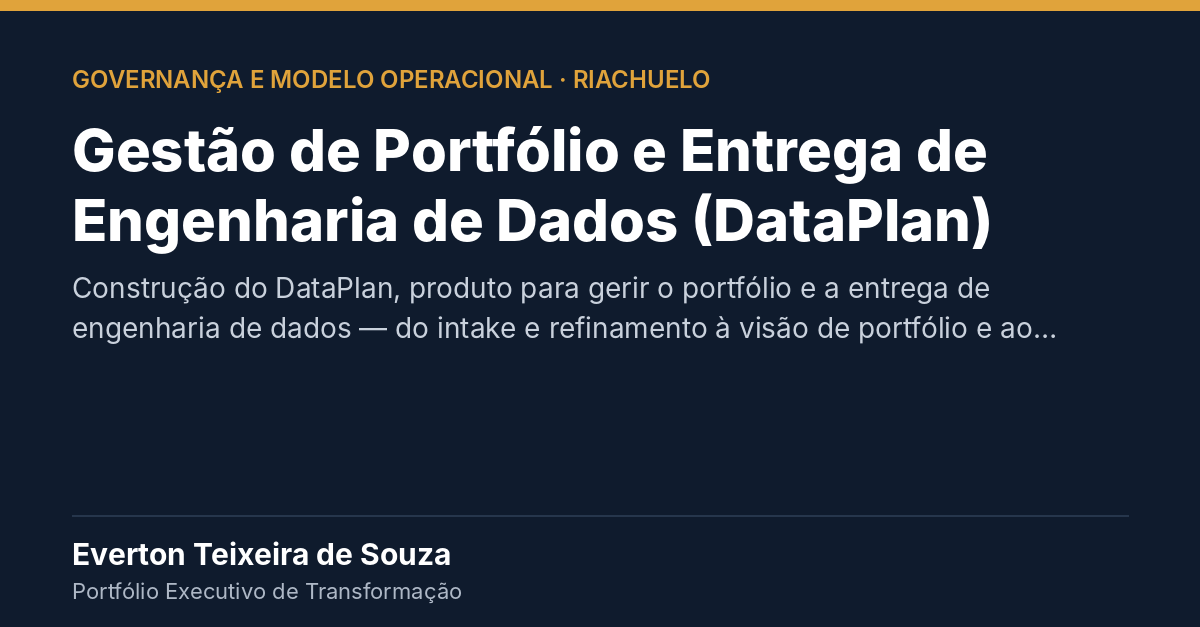 GOVERNANÇA E MODELO OPERACIONAL · RIACHUELO
Gestão de Portfólio e Entrega de
Engenharia de Dados (DataPlan)
Construção do DataPlan, produto para gerir o portfólio e a entrega de
engenharia de dados — do intake e refinamento à visão de portfólio e ao…
Everton Teixeira de Souza
Portfólio Executivo de Transformação